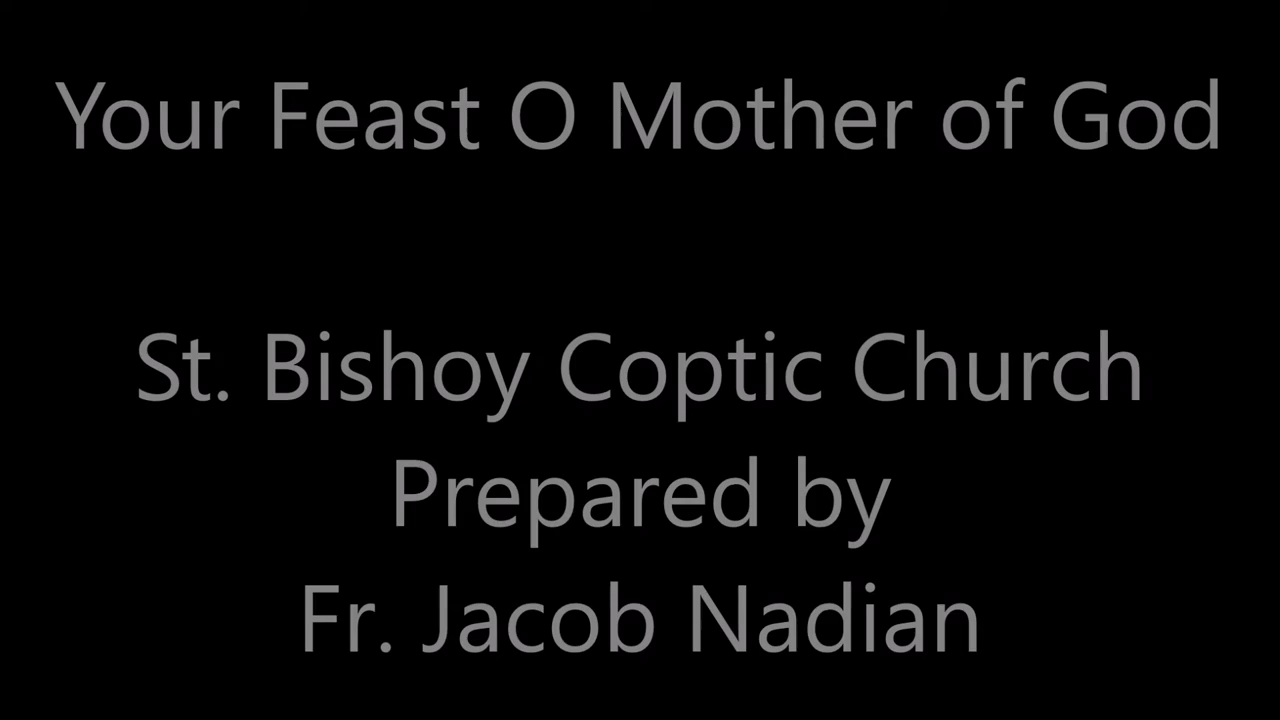 Your Feast O Mother of God
St. Bishoy Coptic Church
Prepared by
Fr. Jacob Nadian